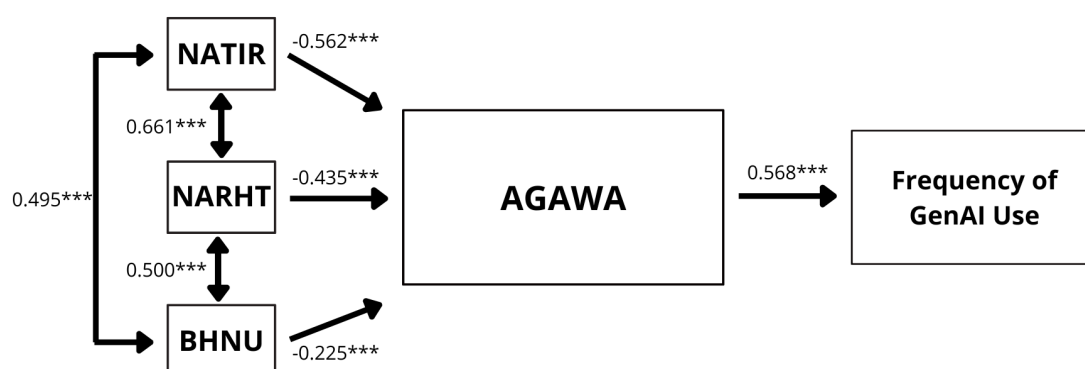 NATIR
-0.562***
0.661***
NARHT
-0.435***
0.495***
AGAWA
0.568***
Frequency of
GenAI Use
0.500***
BHNU
-0.225***